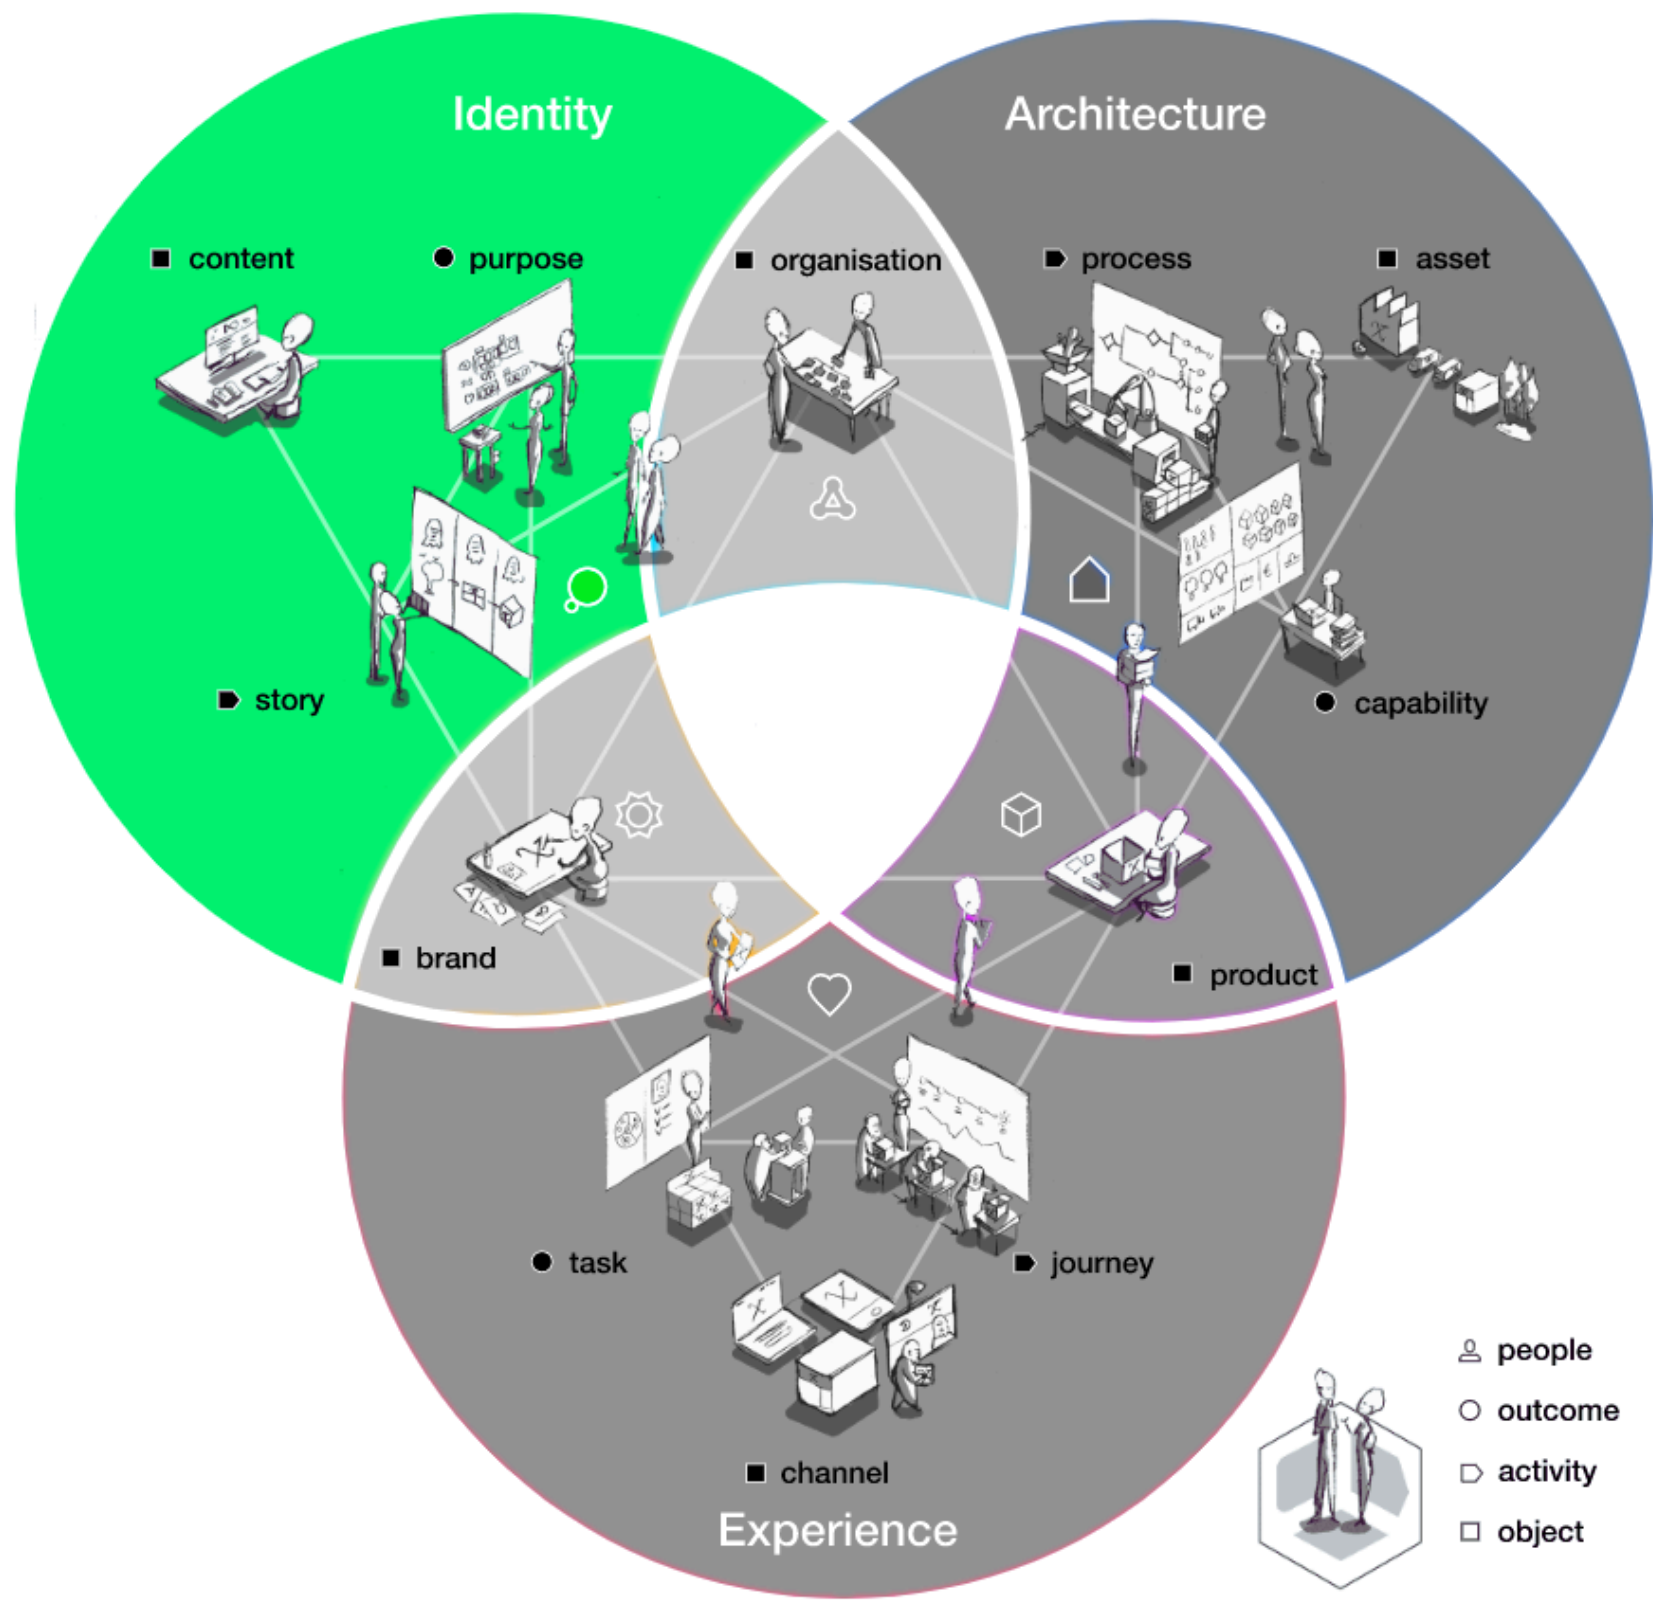 Identity
Architecture
content
purpose
organisation
process
asset
story
capability
brand
product
task
journey
channel
Experience
people
outcome
activity
object